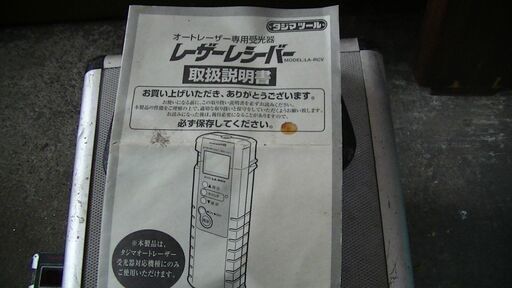 タジマツール
オートレーザー専用受光器
レーザーレシーバー
MODEL:LA-RCV
取扱説明書
お買い上げいただき、ありがとうございます。
必ず保存してください。
※本製品は、
タジマオートレーザー
受光器対応機種にのみ
ご使用いただけます。